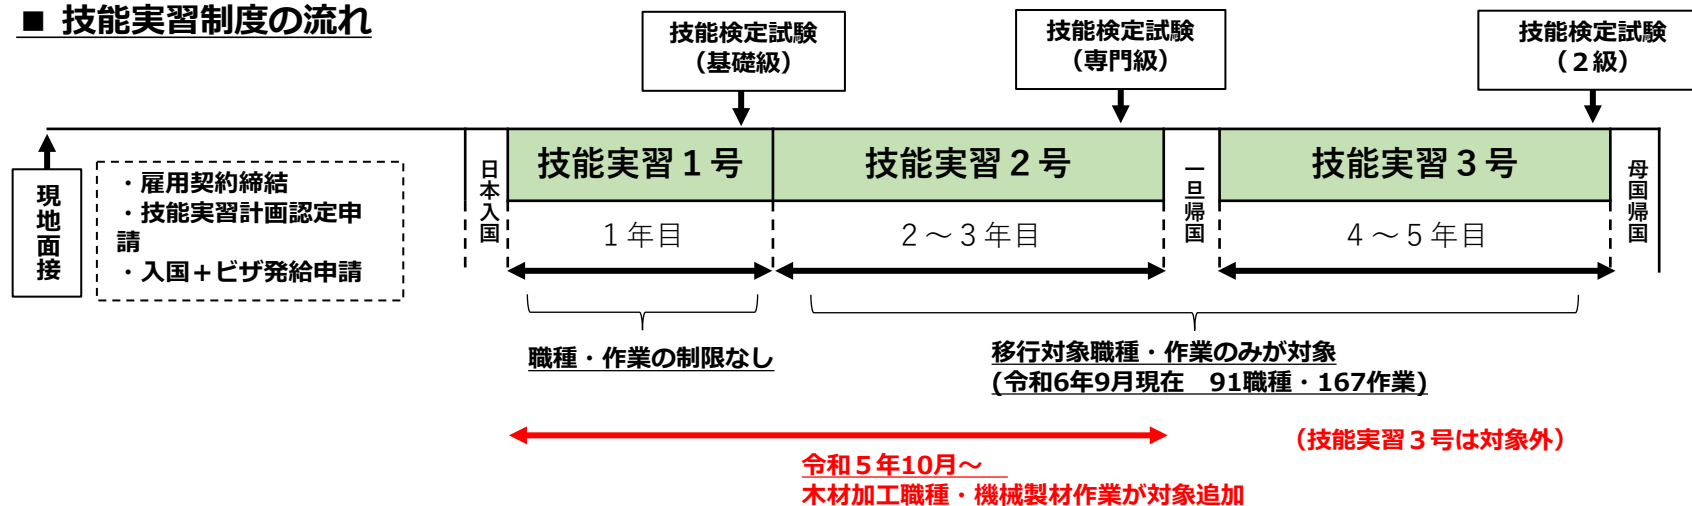 ■ 技能実習制度の流れ
技能検定試験
（基礎級）
技能検定試験
（専門級）
技能検定試験
（２級）
現地面接
・雇用契約締結
・技能実習計画認定申
請
・入国＋ビザ発給申請
日本入国
技能実習１号
技能実習２号
一旦帰国
技能実習３号
母国帰国
１年目
２～３年目
４～５年目
職種・作業の制限なし
移行対象職種・作業のみが対象
(令和6年9月現在　91職種・167作業)
（技能実習３号は対象外）
令和５年10月～
木材加工職種・機械製材作業が対象追加